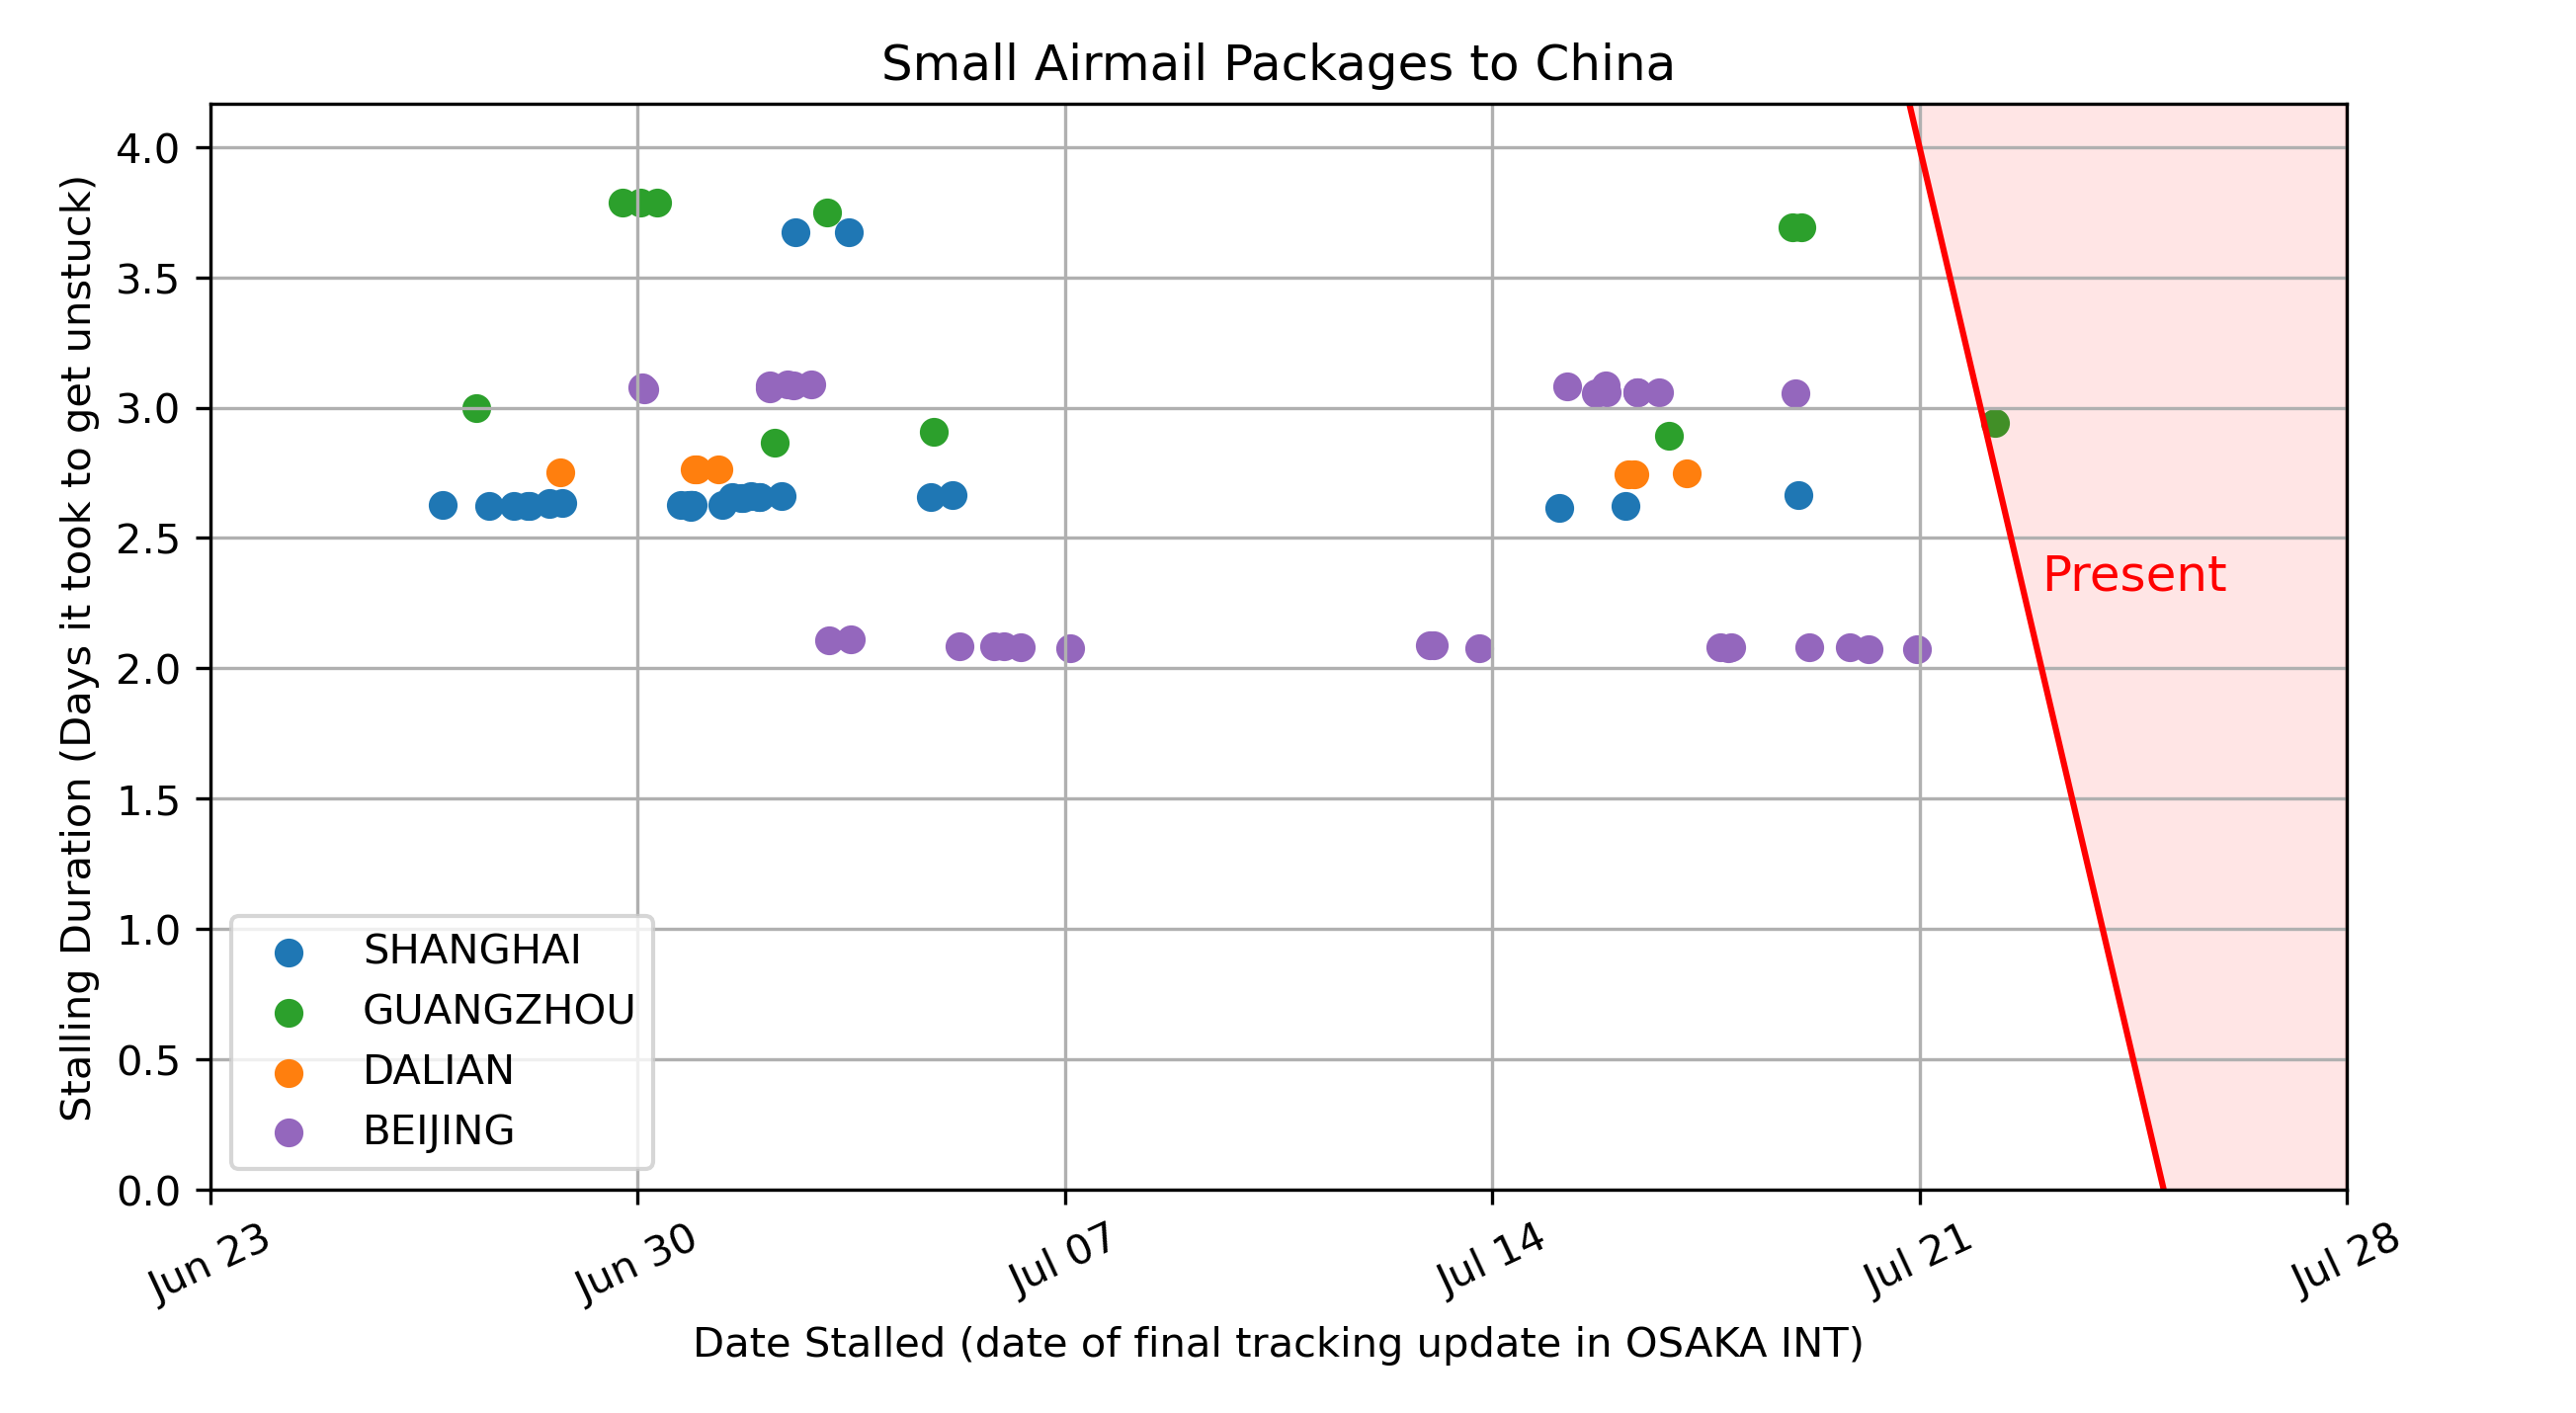 Small Airmail Packages to China
Stalling Duration (Days it took to get unstuck)
4.0
3.5
3.0
2.5
2.0
1.5
1.0
0.5
0.0
Present
SHANGHAI
GUANGZHOU
DALIAN
BEIJING
Jun 23
Jun 30
Jul 07
Jul 14
Jul 21
Jul 28
Date Stalled (date of final tracking update in OSAKA INT)